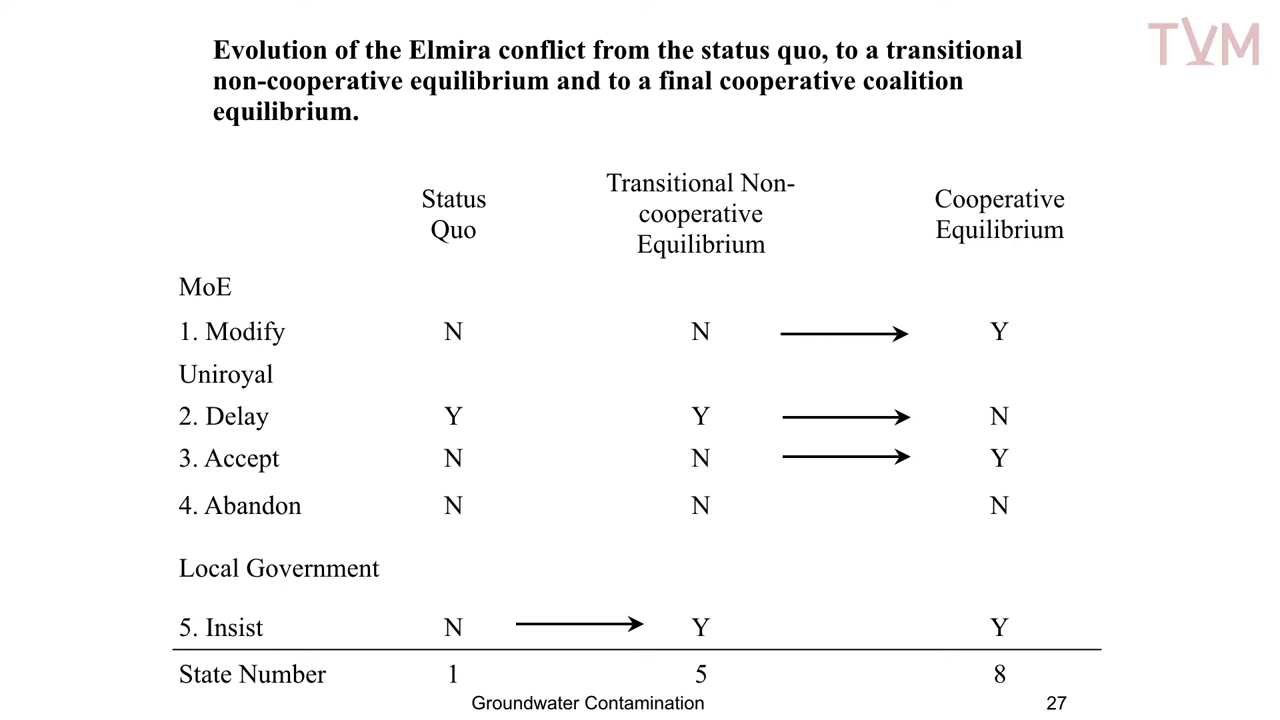 TVM
Evolution of the Elmira conflict from the status quo, to a transitional
non-cooperative equilibrium and to a final cooperative coalition
equilibrium.
Status
Quo
Transitional Non-
cooperative
Equilibrium
Cooperative
Equilibrium
MoE
1. Modify N N Y
Uniroyal
2. Delay Y Y N
3. Accept N N Y
4. Abandon N N N
Local Government
5. Insist N Y Y
State Number 1 5 8
Groundwater Contamination 27